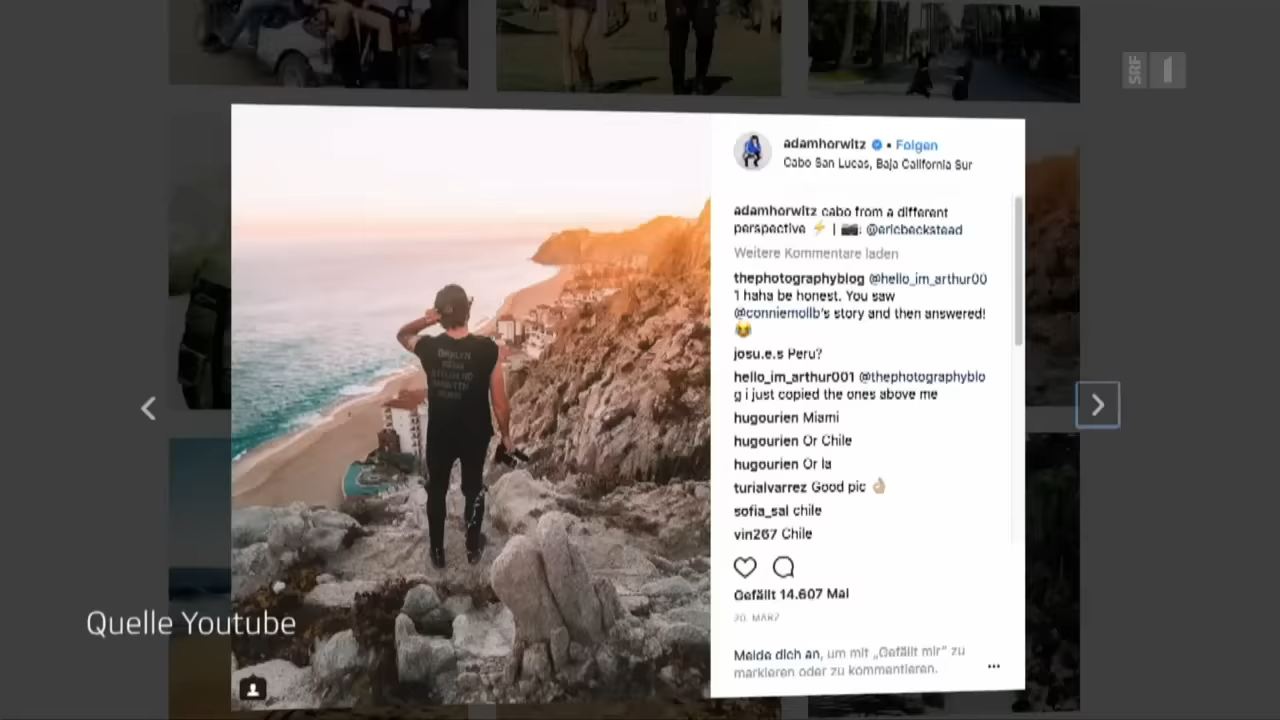 SRF 1
adamhorwitz • Folgen
Cabo San Lucas, Baja California Sur
adamhorwitz cabo from a different
perspective ⚡ | 📷: @ericbeckstead
Weitere Kommentare laden
thephotographyblog @hello_im_arthur00
1 haha be honest. You saw
@conniemollb's story and then answered!
😂
josu.e.s Peru?
hello_im_arthur001 @thephotographyblo
g i just copied the ones above me
hugourien Miami
hugourien Or Chile
hugourien Or la
turialvarrez Good pic 👌🏼
sofia_sal chile
vin267 Chile
Gefällt 14.607 Mal
20. MÄRZ
Melde dich an, um mit „Gefällt mir“ zu
markieren oder zu kommentieren.
Quelle Youtube